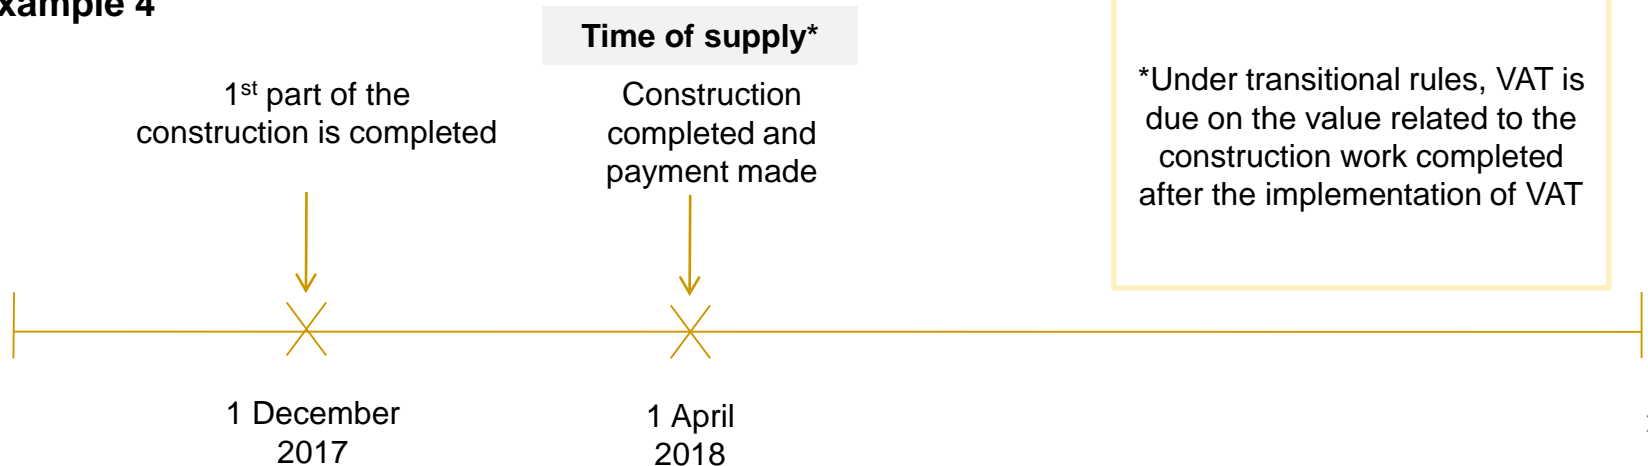 xample 4
Time of supply*
1st part of the
construction is completed
Construction
completed and
payment made
*Under transitional rules, VAT is
due on the value related to the
construction work completed
after the implementation of VAT
1 December
2017
1 April
2018